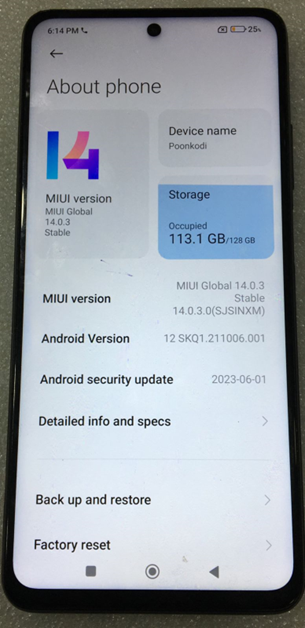 6:14 PM
25%
About phone
14
MIUI version
MIUI Global
14.0.3
Stable
Device name
Poonkodi
Storage
Occupied
113.1 GB/128 GB
MIUI version
MIUI Global 14.0.3
Stable
14.0.3.0(SJSINXM)
Android Version
12 SKQ1.211006.001
Android security update
2023-06-01
Detailed info and specs
Back up and restore
Factory reset